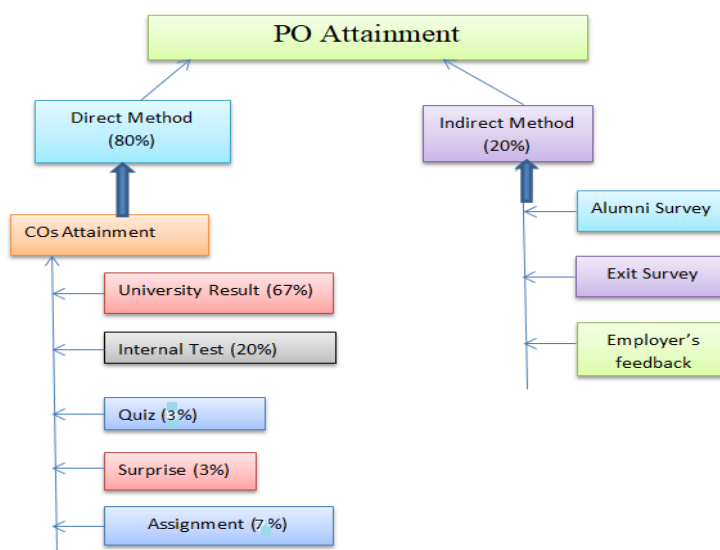 PO Attainment
Direct Method
(80%)
Indirect Method
(20%)
COs Attainment
University Result (67%)
Internal Test (20%)
Quiz (3%)
Surprise (3%)
Assignment (7%)
Alumni Survey
Exit Survey
Employer's
feedback